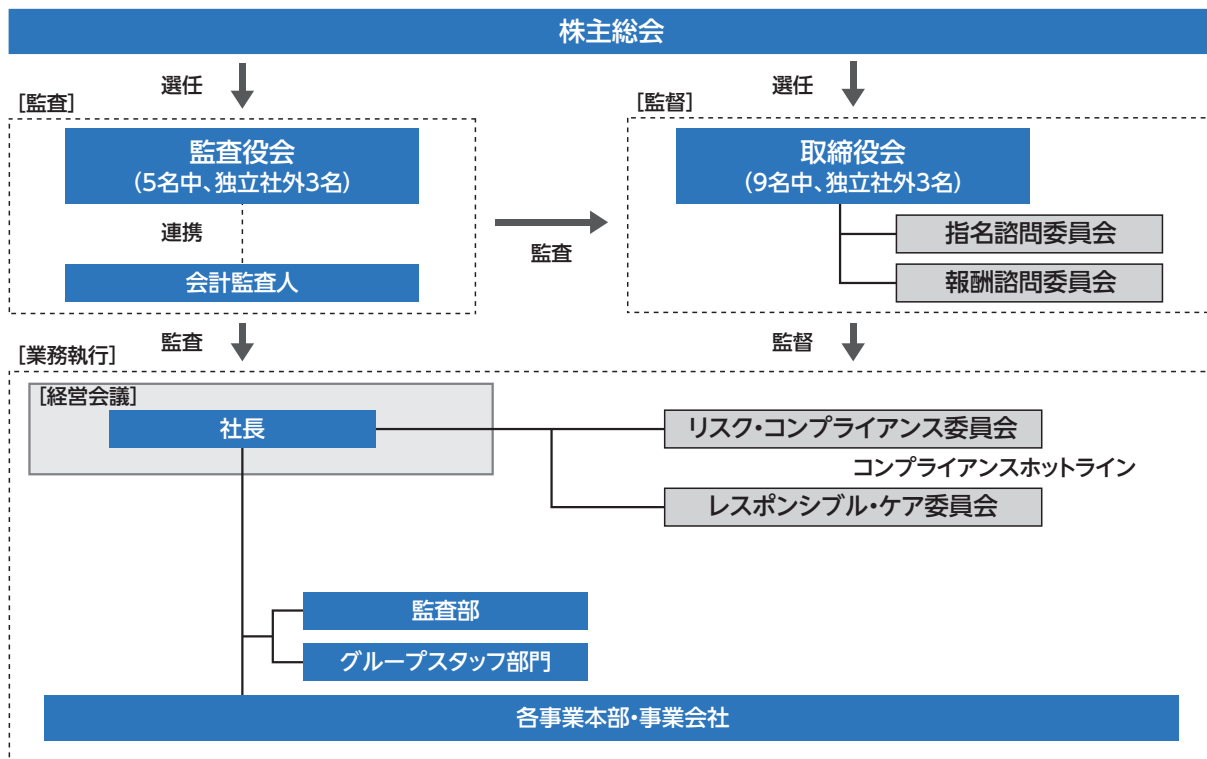 株主総会
選任
選任
［監査］
［監督］
監査役会
（5名中、独立社外3名）
取締役会
（9名中、独立社外3名）
連携
会計監査人
監査
指名諮問委員会
報酬諮問委員会
監査
監督
［業務執行］
［経営会議］
社長
リスク・コンプライアンス委員会
コンプライアンスホットライン
レスポンシブル・ケア委員会
監査部
グループスタッフ部門
各事業本部・事業会社